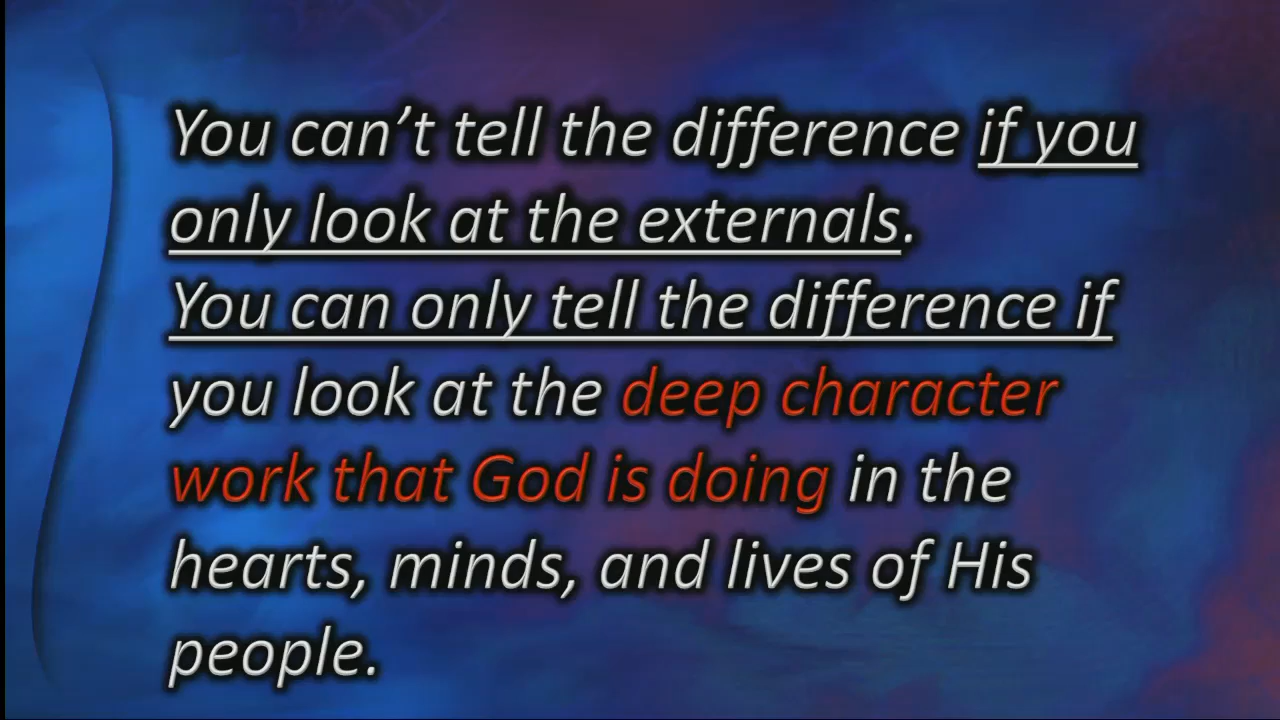 You can’t tell the difference if you
only look at the externals.
You can only tell the difference if
you look at the deep character
work that God is doing in the
hearts, minds, and lives of His
people.